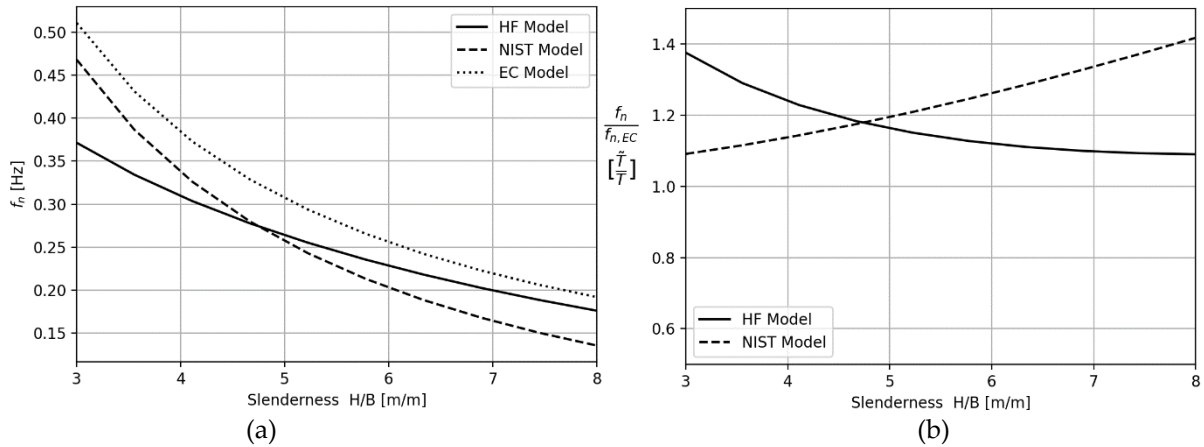 0.50
0.45
0.40
0.35
0.30
0.25
0.20
0.15
f_n [Hz]
HF Model
NIST Model
EC Model
3 4 5 6 7 8
Slenderness H/B [m/m]
(a)
1.4
1.2
1.0
0.8
0.6
f_n
f_{n,EC}
[T̃/T]
HF Model
NIST Model
3 4 5 6 7 8
Slenderness H/B [m/m]
(b)